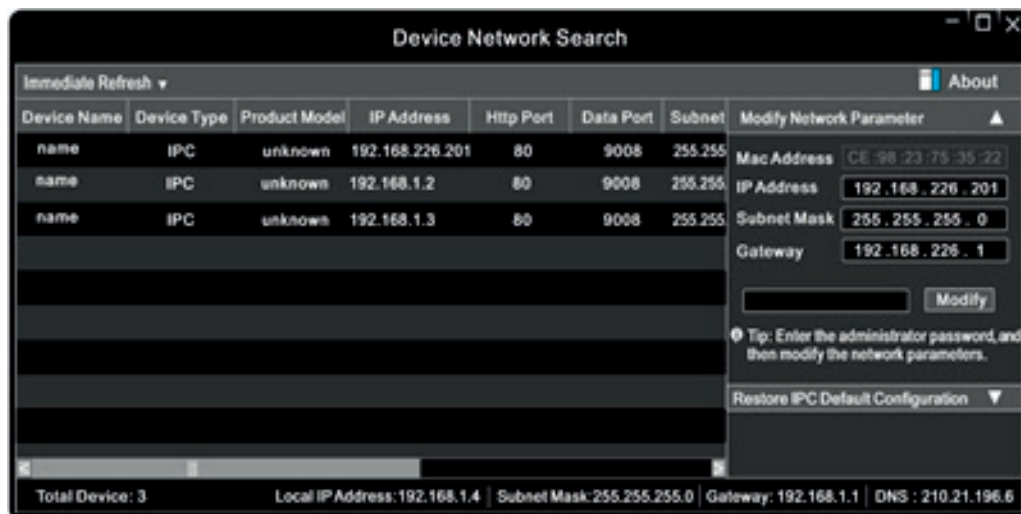 Device Network Search
Immediate Refresh
About
Device Name Device Type Product Model IP Address Http Port Data Port Subnet
name IPC unknown 192.168.226.201 80 9008 255.255
name IPC unknown 192.168.1.2 80 9008 255.255.
name IPC unknown 192.168.1.3 80 9008 255.255.
Modify Network Parameter
Mac Address CE:98:23:75:35:22
IP Address 192.168.226.201
Subnet Mask 255.255.255.0
Gateway 192.168.226.1
Modify
Tip: Enter the administrator password, and
then modify the network parameters.
Restore IPC Default Configuration
Total Device: 3 Local IP Address:192.168.1.4 Subnet Mask:255.255.255.0 Gateway: 192.168.1.1 DNS : 210.21.196.6